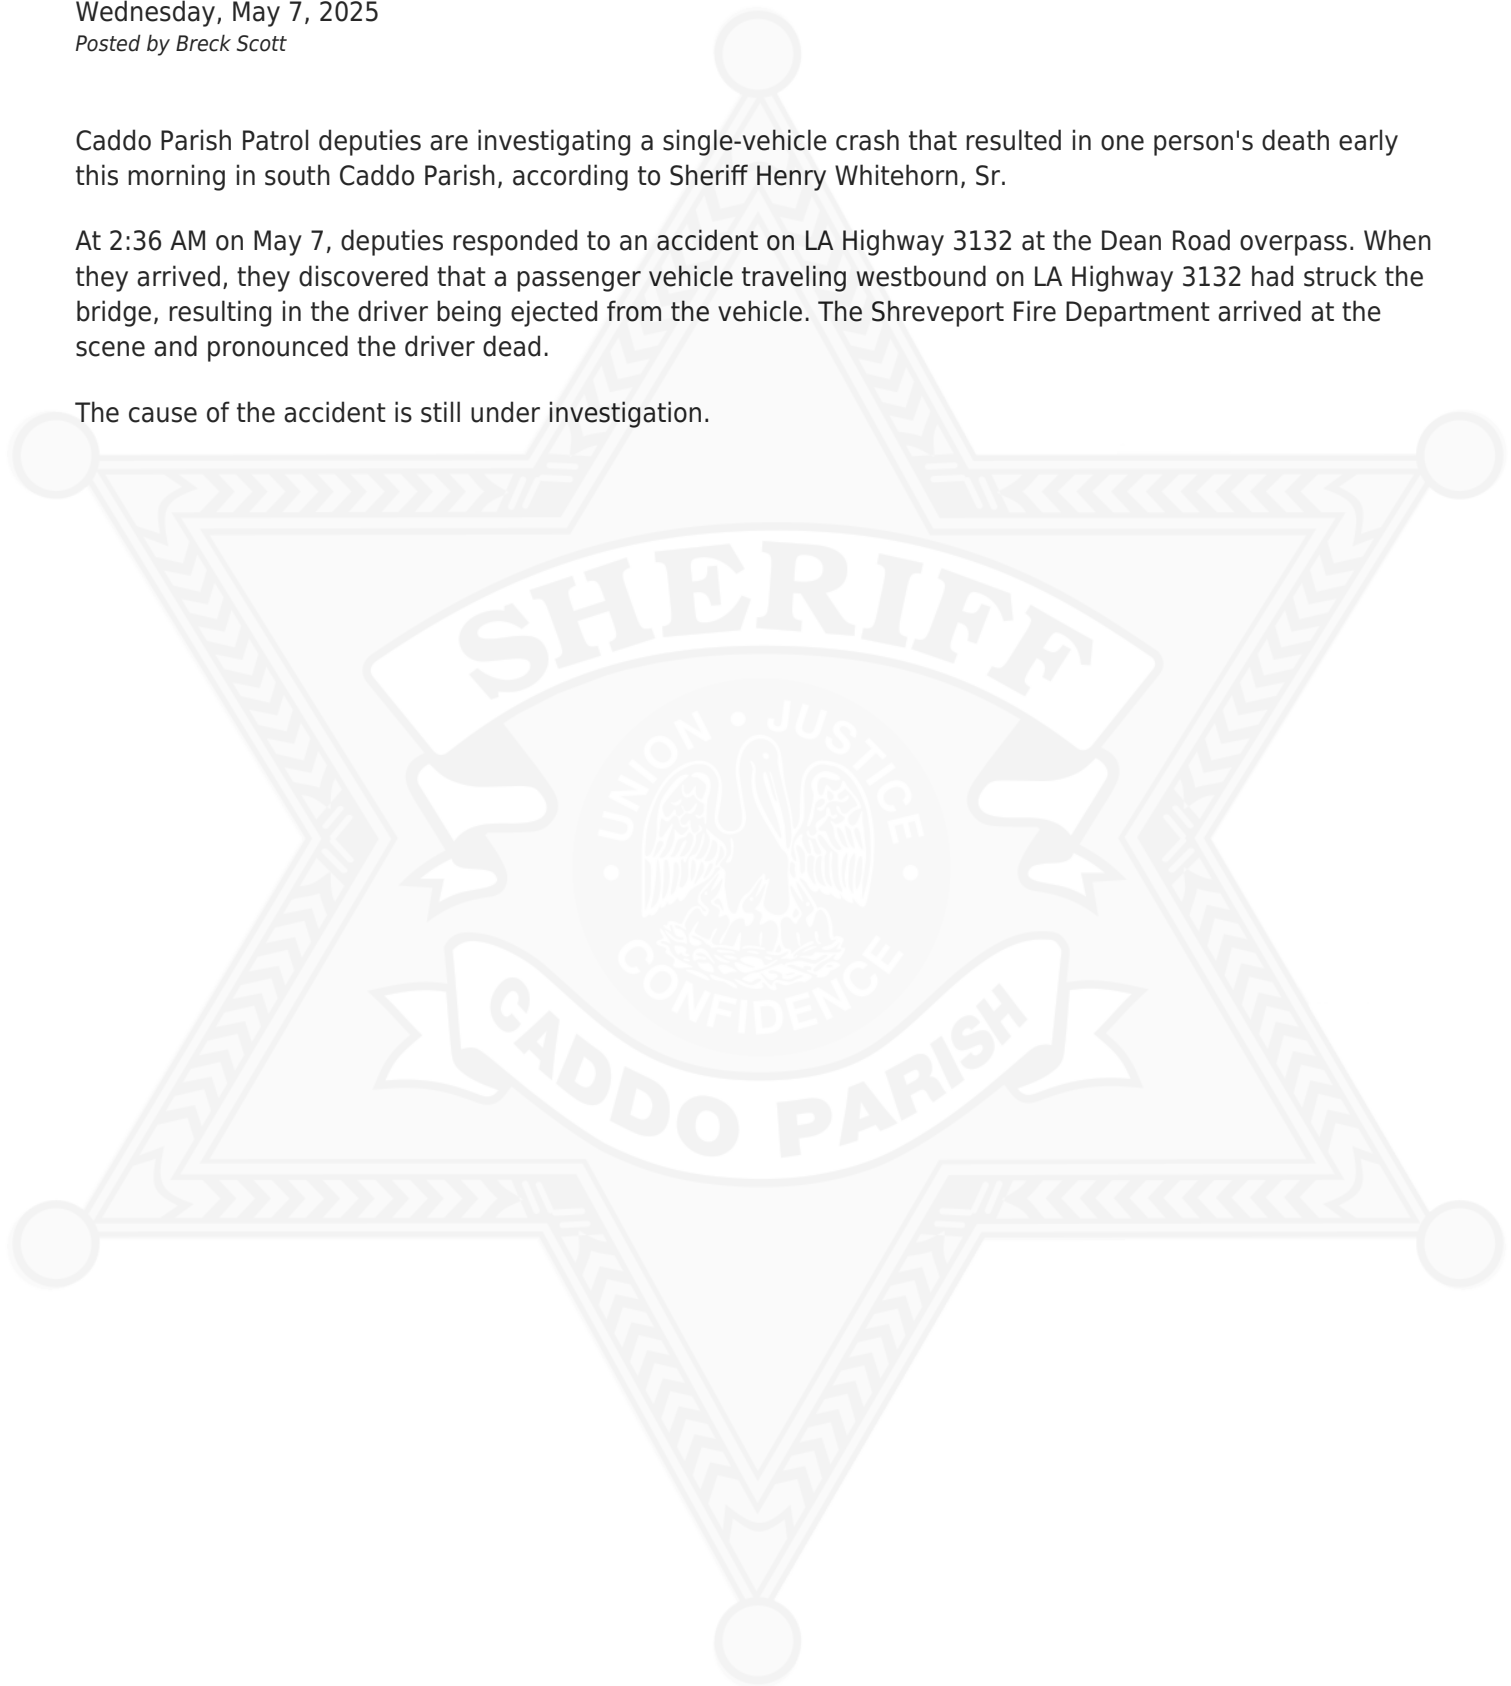 Wednesday, May 7, 2025
Posted by Breck Scott
Caddo Parish Patrol deputies are investigating a single-vehicle crash that resulted in one person's death early
this morning in south Caddo Parish, according to Sheriff Henry Whitehorn, Sr.
At 2:36 AM on May 7, deputies responded to an accident on LA Highway 3132 at the Dean Road overpass. When
they arrived, they discovered that a passenger vehicle traveling westbound on LA Highway 3132 had struck the
bridge, resulting in the driver being ejected from the vehicle. The Shreveport Fire Department arrived at the
scene and pronounced the driver dead.
The cause of the accident is still under investigation.
SHERIFF
UNION • JUSTICE
• CONFIDENCE •
CADDO PARISH